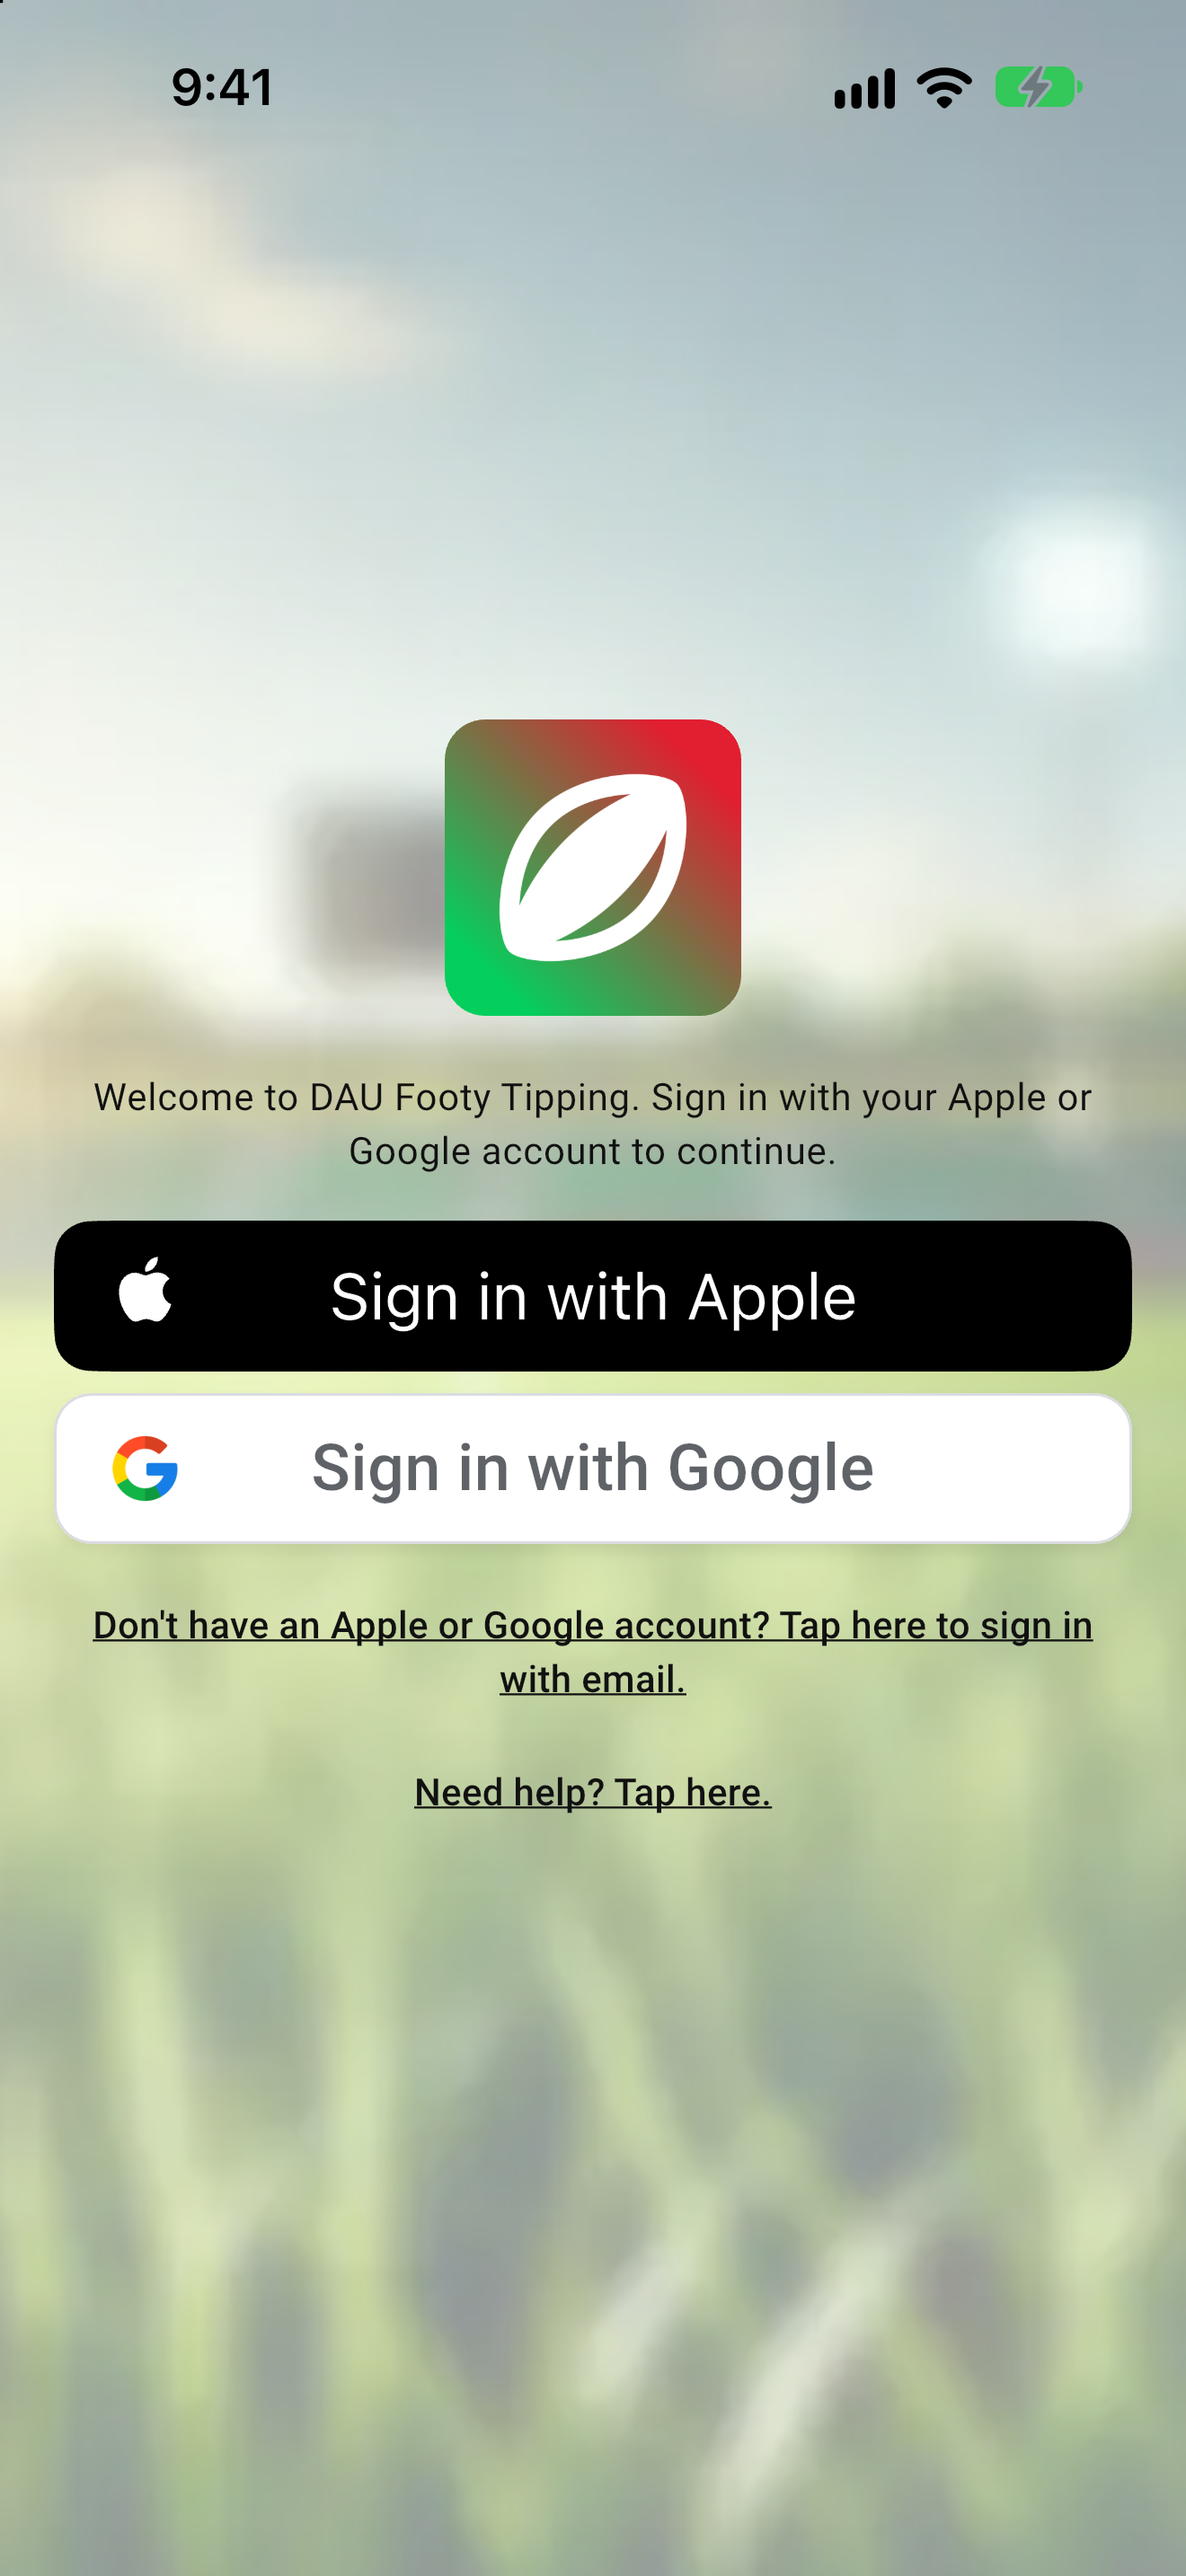 9:41
Welcome to DAU Footy Tipping. Sign in with your Apple or
Google account to continue.
Sign in with Apple
Sign in with Google
Don't have an Apple or Google account? Tap here to sign in
with email.
Need help? Tap here.